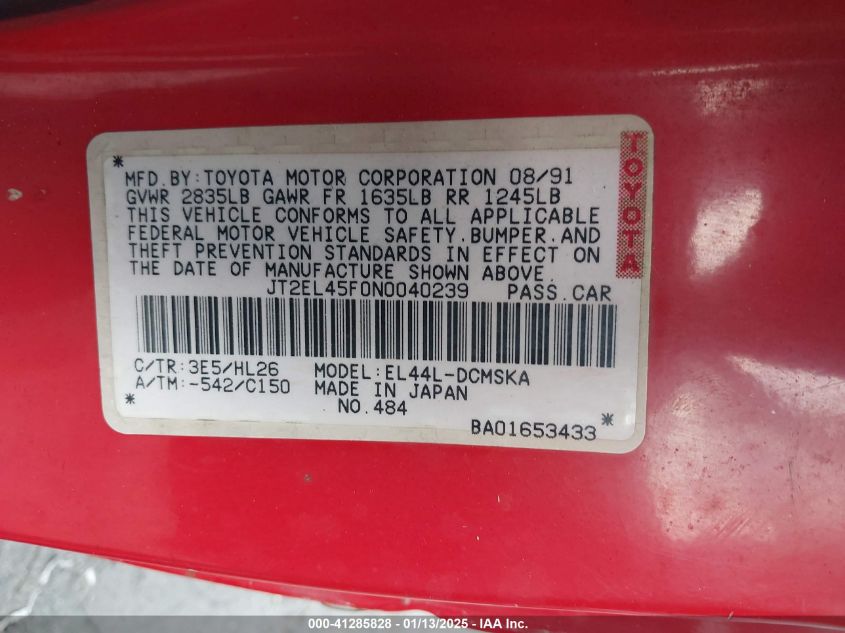 MFD.BY:TOYOTA MOTOR CORPORATION 08/91
GVWR 2835LB GAWR FR 1635LB RR 1245LB
THIS VEHICLE CONFORMS TO ALL APPLICABLE
FEDERAL MOTOR VEHICLE SAFETY,BUMPER,AND
THEFT PREVENTION STANDARDS IN EFFECT ON
THE DATE OF MANUFACTURE SHOWN ABOVE.
JT2EL45F0N0040239 PASS.CAR
C/TR:3E5/HL26 MODEL:EL44L-DCMSKA
A/TM:-542/C150 MADE IN JAPAN
NO.484
BA01653433
TOYOTA
000-41285828 - 01/13/2025 - IAA Inc.